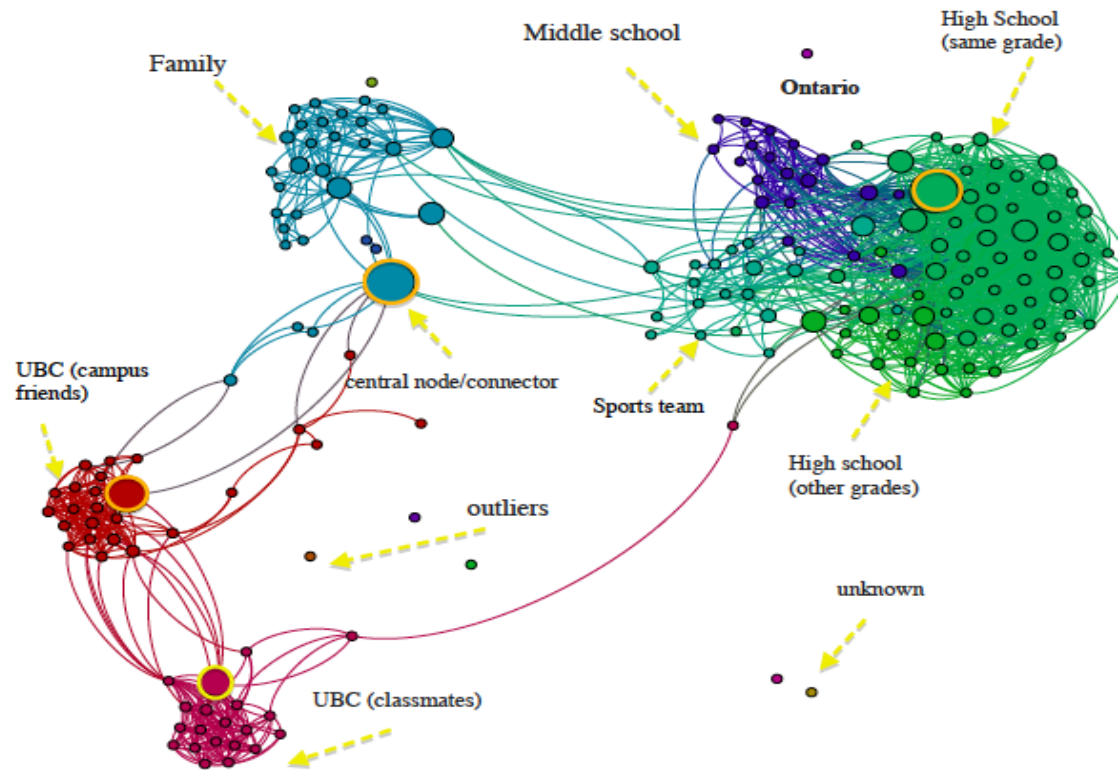 High School
(same grade)
Middle school
Family
Ontario
UBC (campus
friends)
central node/connector
Sports team
High school
(other grades)
outliers
unknown
UBC (classmates)